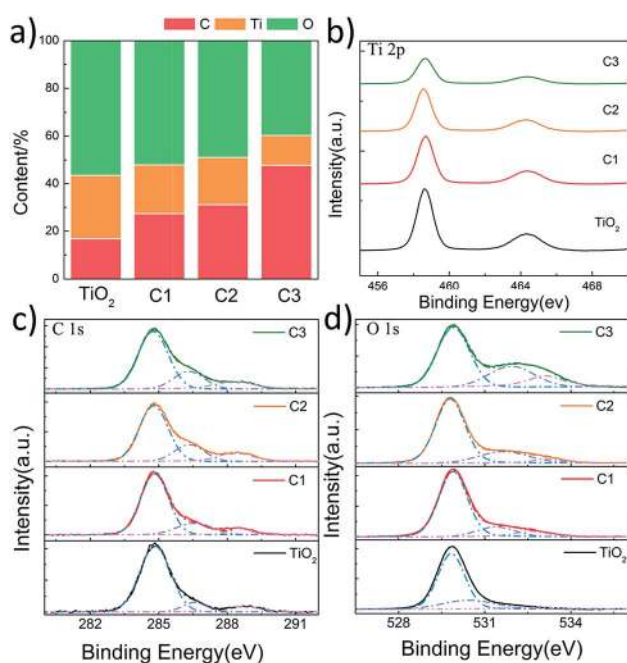 a)
C Ti O
100
80
60
40
20
0
Content/%
TiO2 C1 C2 C3
b)
Ti 2p
C3
C2
C1
TiO2
Intensity(a.u.)
456 460 464 468
Binding Energy(ev)
c)
C 1s
C3
C2
C1
TiO2
Intensity(a.u.)
282 285 288 291
Binding Energy(eV)
d)
O 1s
C3
C2
C1
TiO2
Intensity(a.u.)
528 531 534
Binding Energy(eV)